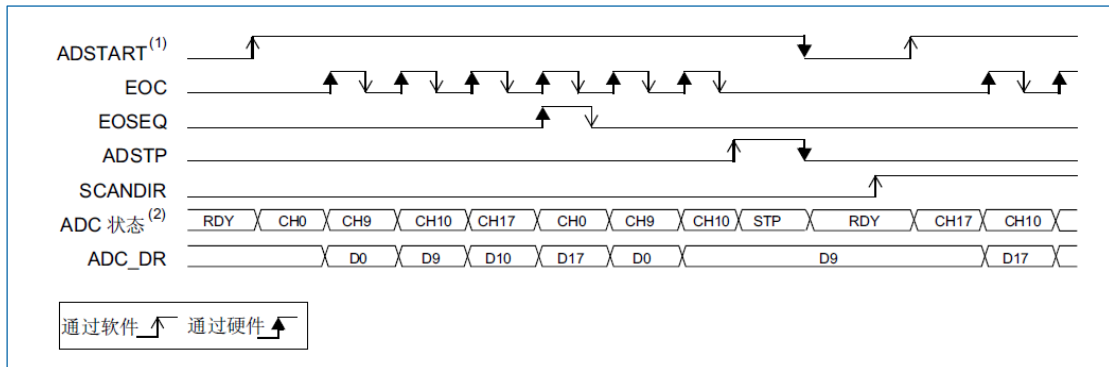 ADSTART(1)
EOC
EOSEQ
ADSTP
SCANDIR
ADC 状态(2) RDY CH0 CH9 CH10 CH17 CH0 CH9 CH10 STP RDY CH17 CH10
ADC_DR D0 D9 D10 D17 D0 D9 D17
通过软件 通过硬件